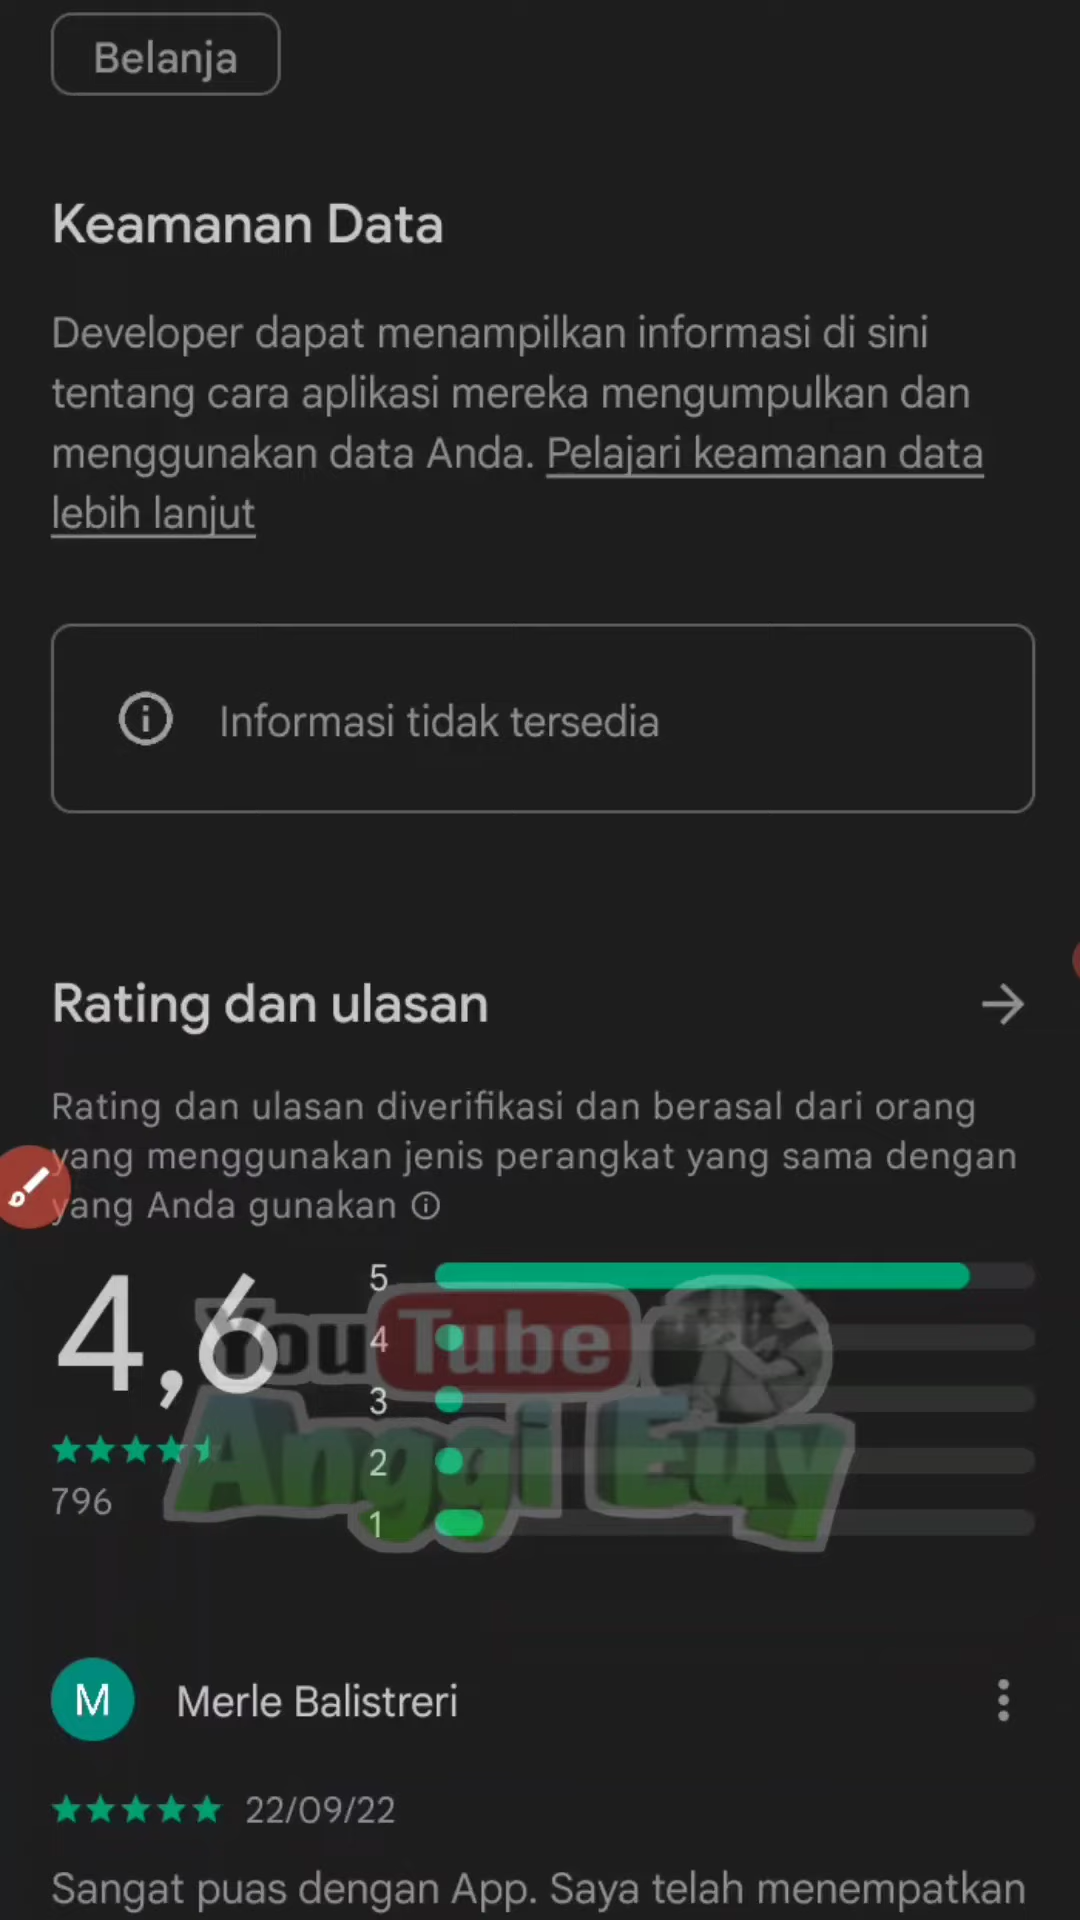 Belanja
Keamanan Data
Developer dapat menampilkan informasi di sini
tentang cara aplikasi mereka mengumpulkan dan
menggunakan data Anda. Pelajari keamanan data
lebih lanjut
Informasi tidak tersedia
Rating dan ulasan
Rating dan ulasan diverifikasi dan berasal dari orang
yang menggunakan jenis perangkat yang sama dengan
yang Anda gunakan
4,6
796
5
4
3
2
1
YouTube
Anggi Euy
M
Merle Balistreri
22/09/22
Sangat puas dengan App. Saya telah menempatkan